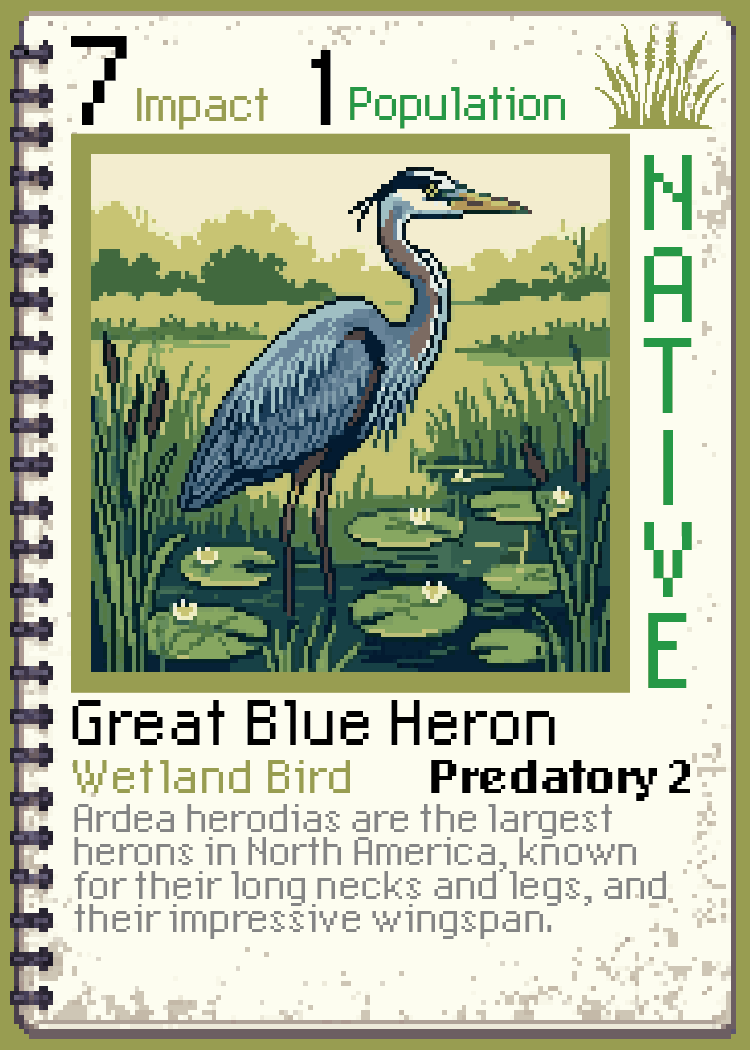 7 Impact 1 Population
NATIVE
Great Blue Heron
Wetland Bird Predatory 2
Ardea herodias are the largest
herons in North America, known
for their long necks and legs, and
their impressive wingspan.